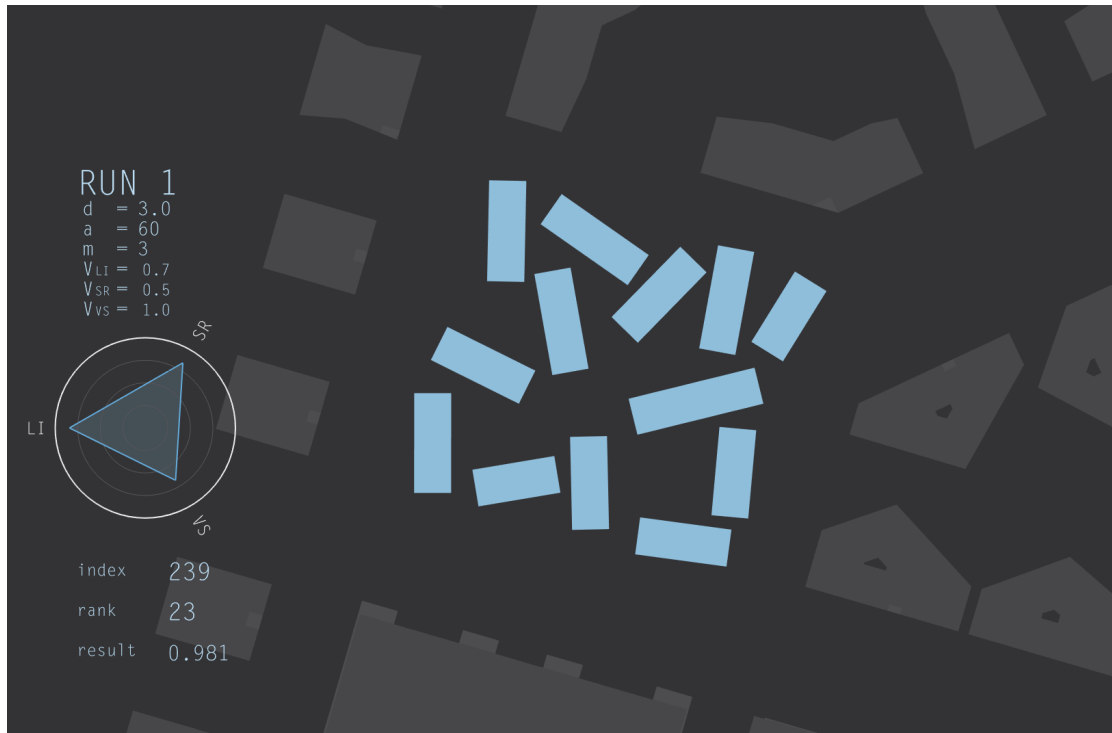 RUN 1
d = 3.0
a = 60
m = 3
VLI = 0.7
VSR = 0.5
VVS = 1.0
SR
LI
VS
index 239
rank 23
result 0.981